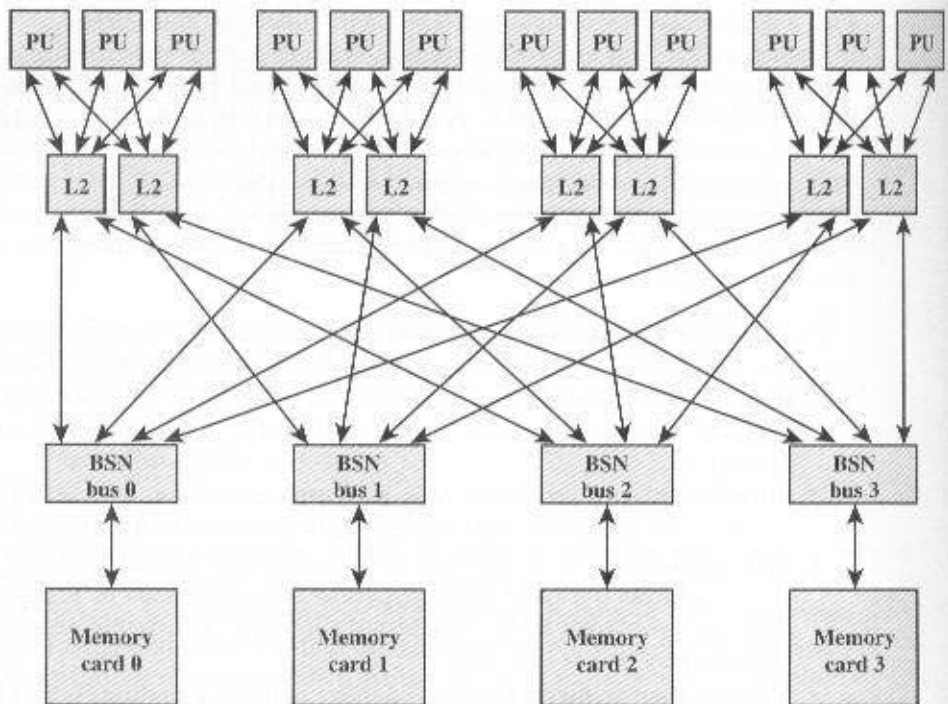 PU PU PU PU PU PU PU PU PU PU PU PU
L2 L2 L2 L2 L2 L2 L2 L2
BSN BSN BSN BSN
bus 0 bus 1 bus 2 bus 3
Memory Memory Memory Memory
card 0 card 1 card 2 card 3